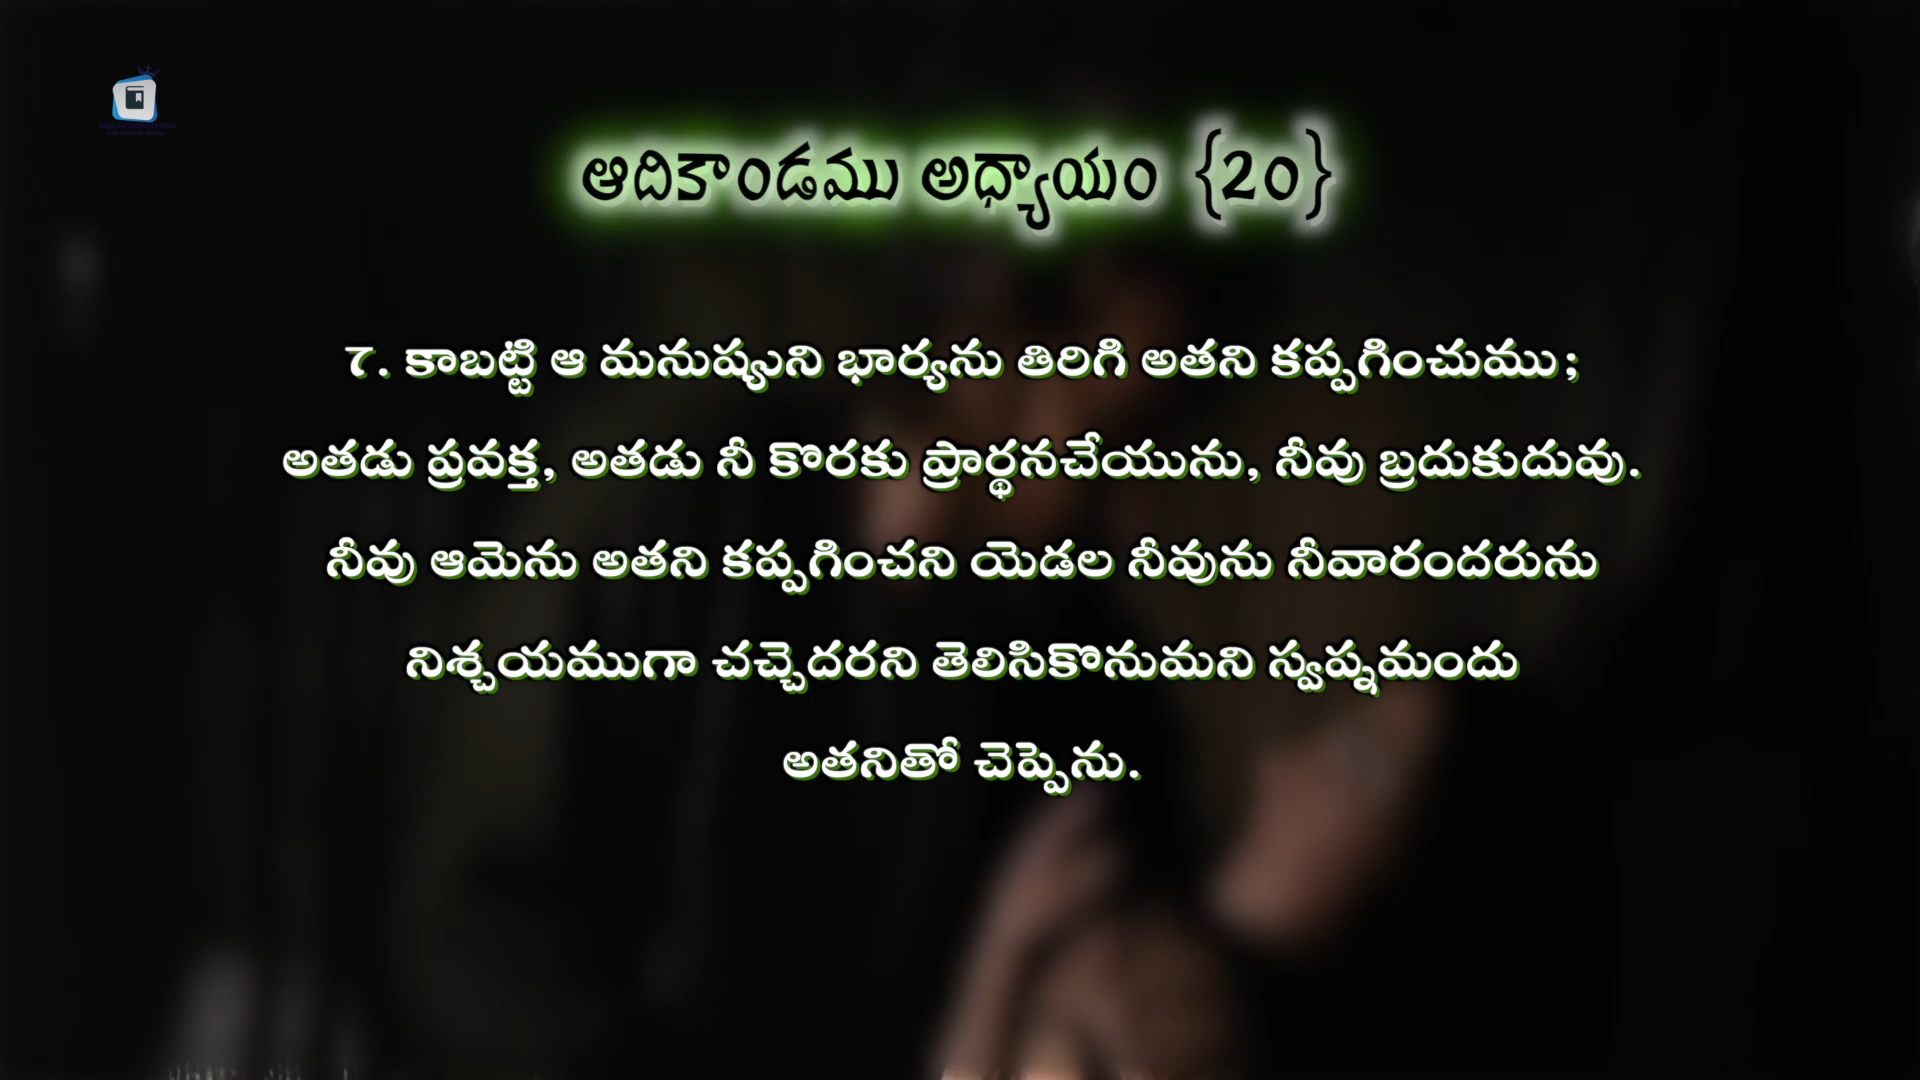 ఆదికాండము అధ్యాయం {20}
7. కాబట్టి ఆ మనుష్యుని భార్యను తిరిగి అతని కప్పగించుము;
అతడు ప్రవక్త, అతడు నీ కొరకు ప్రార్థనచేయును, నీవు బ్రదుకుదువు.
నీవు ఆమెను అతని కప్పగించని యెడల నీవును నీవారందరును
నిశ్చయముగా చచ్చెదరని తెలిసికొనుమని స్వప్నమందు
అతనితో చెప్పెను.